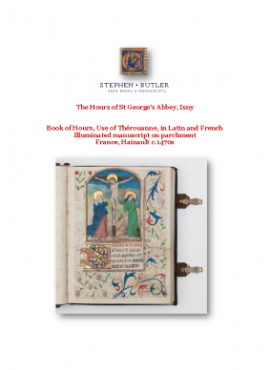 STEPHEN • BUTLER
RARE BOOKS & MANUSCRIPTS
The Hours of St George's Abbey, Isny
Book of Hours, Use of Thérouanne, in Latin and French
Illuminated manuscript on parchment
France, Hainault c.1470s